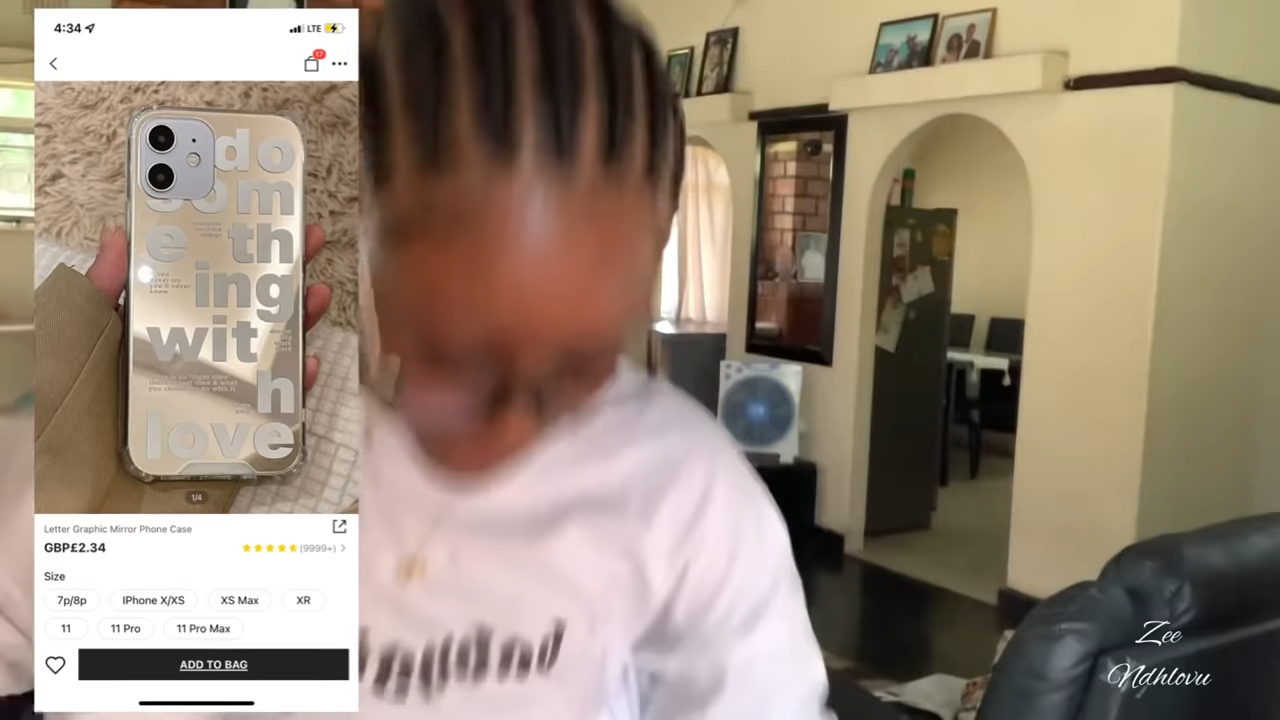 4:34
LTE
17
do
som
e th
ing
wit
h
love
1/4
Letter Graphic Mirror Phone Case
GBP£2.34
(9999+)
Size
7p/8p
IPhone X/XS
XS Max
XR
11
11 Pro
11 Pro Max
ADD TO BAG
Zee
Ndhlovu